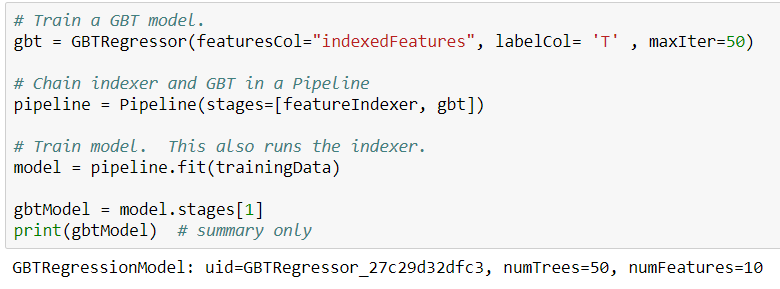 # Train a GBT model.
gbt = GBTRegressor(featuresCol="indexedFeatures", labelCol= 'T' , maxIter=50)
# Chain indexer and GBT in a Pipeline
pipeline = Pipeline(stages=[featureIndexer, gbt])
# Train model.  This also runs the indexer.
model = pipeline.fit(trainingData)
gbtModel = model.stages[1]
print(gbtModel)  # summary only
GBTRegressionModel: uid=GBTRegressor_27c29d32dfc3, numTrees=50, numFeatures=10